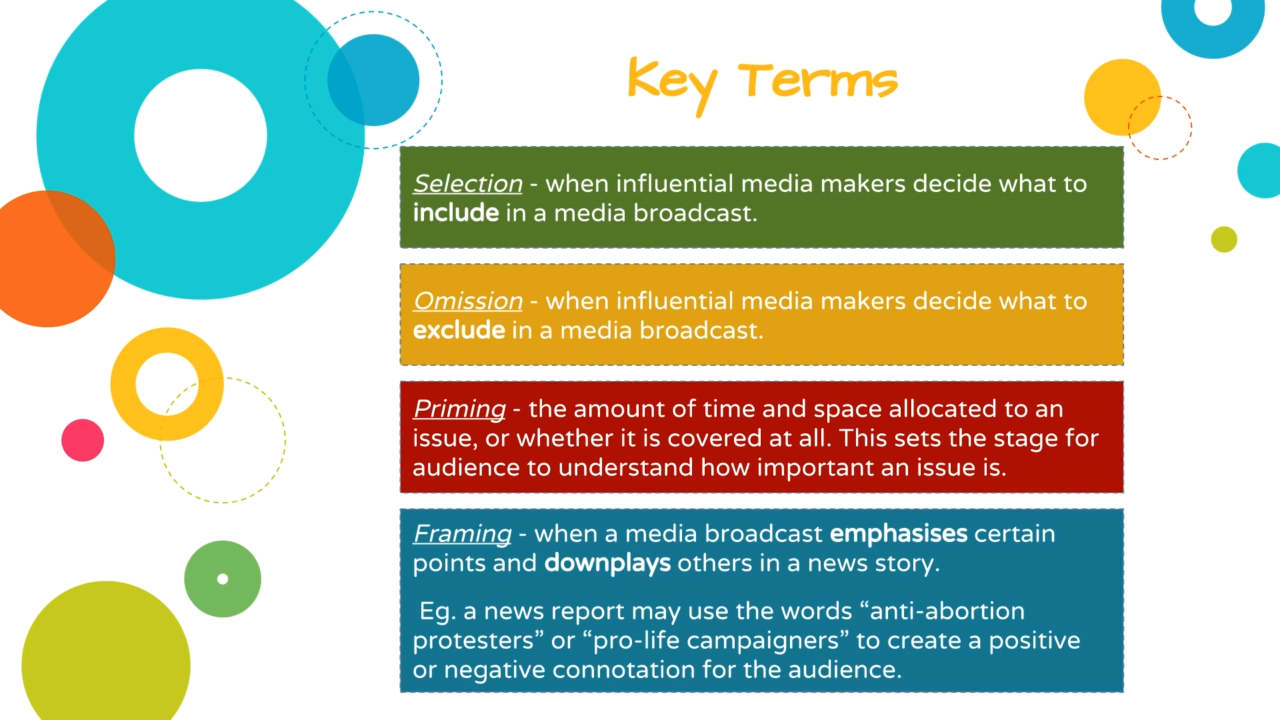 Key Terms
Selection - when influential media makers decide what to
include in a media broadcast.
Omission - when influential media makers decide what to
exclude in a media broadcast.
Priming - the amount of time and space allocated to an
issue, or whether it is covered at all. This sets the stage for
audience to understand how important an issue is.
Framing - when a media broadcast emphasises certain
points and downplays others in a news story.
Eg. a news report may use the words “anti-abortion
protesters” or “pro-life campaigners” to create a positive
or negative connotation for the audience.